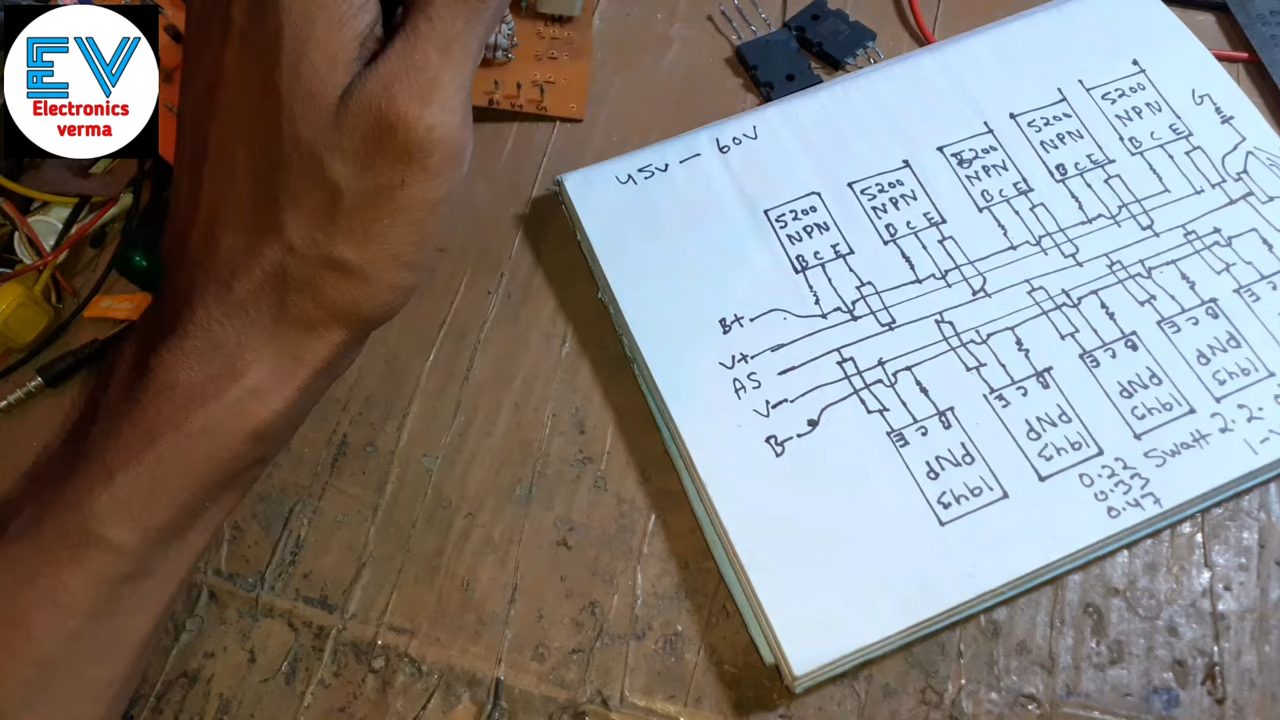 EV
Electronics
verma
B+ V+ G
45V - 60V
5200
NPN
B C E
5200
NPN
B C E
5200
NPN
B C E
5200
NPN
B C E
5200
NPN
B C E
G
B+
V+
AS
V-
B-
B C E
PNP
1943
B C E
PNP
1943
B C E
PNP
1943
B C E
PNP
1943
C E
0.22 5watt 2.2.
0.33
0.47